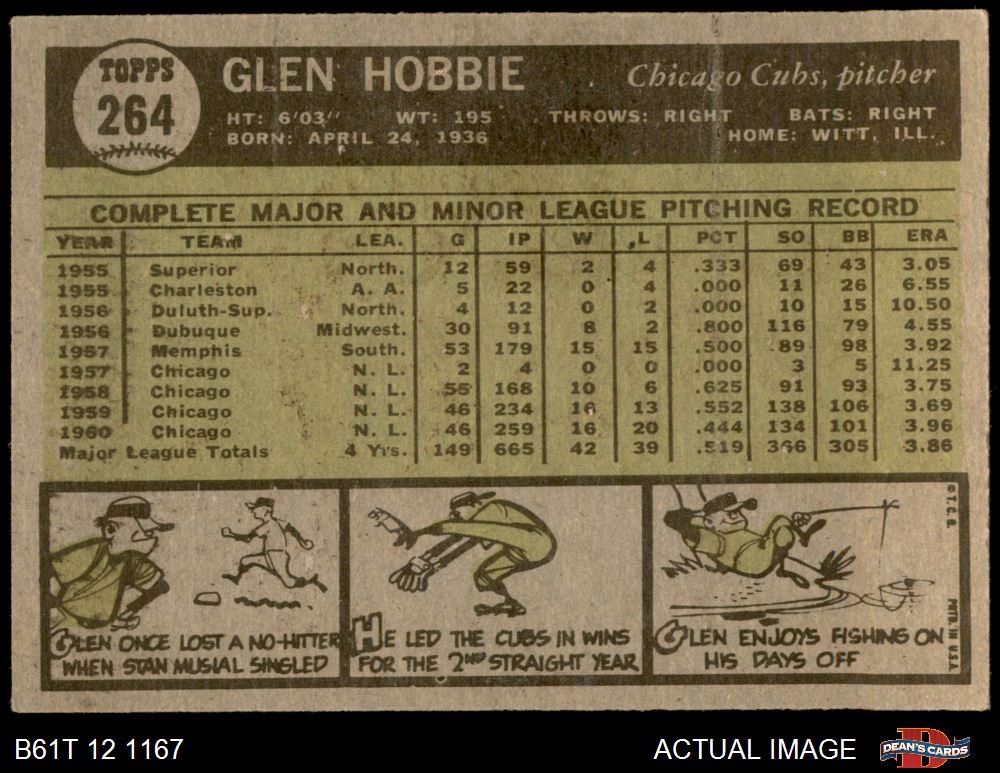 TOPPS
264
GLEN HOBBIE
Chicago Cubs, pitcher
HT: 6'03" WT: 195 THROWS: RIGHT BATS: RIGHT
BORN: APRIL 24, 1936 HOME: WITT, ILL.
COMPLETE MAJOR AND MINOR LEAGUE PITCHING RECORD
YEAR TEAM LEA. G IP W L PCT SO BB ERA
1955 Superior North. 12 59 2 4 .333 69 43 3.05
1955 Charleston A. A. 5 22 0 4 .000 11 26 6.55
1956 Duluth-Sup. North. 4 12 0 2 .000 10 15 10.50
1956 Dubuque Midwest. 30 91 8 2 .800 116 79 4.55
1957 Memphis South. 53 179 15 15 .500 89 98 3.92
1957 Chicago N. L. 2 4 0 0 .000 3 5 11.25
1958 Chicago N. L. 55 168 10 6 .625 91 93 3.75
1959 Chicago N. L. 46 234 16 13 .552 138 106 3.69
1960 Chicago N. L. 46 259 16 20 .444 134 101 3.96
Major League Totals 4 Yrs. 149 665 42 39 .519 366 305 3.86
GLEN ONCE LOST A NO-HITTER
WHEN STAN MUSIAL SINGLED
HE LED THE CUBS IN WINS
FOR THE 2ND STRAIGHT YEAR
GLEN ENJOYS FISHING ON
HIS DAYS OFF
© T.C.G.
PRTD. IN U.S.A.
B61T 12 1167
ACTUAL IMAGE
DEAN'S CARDS